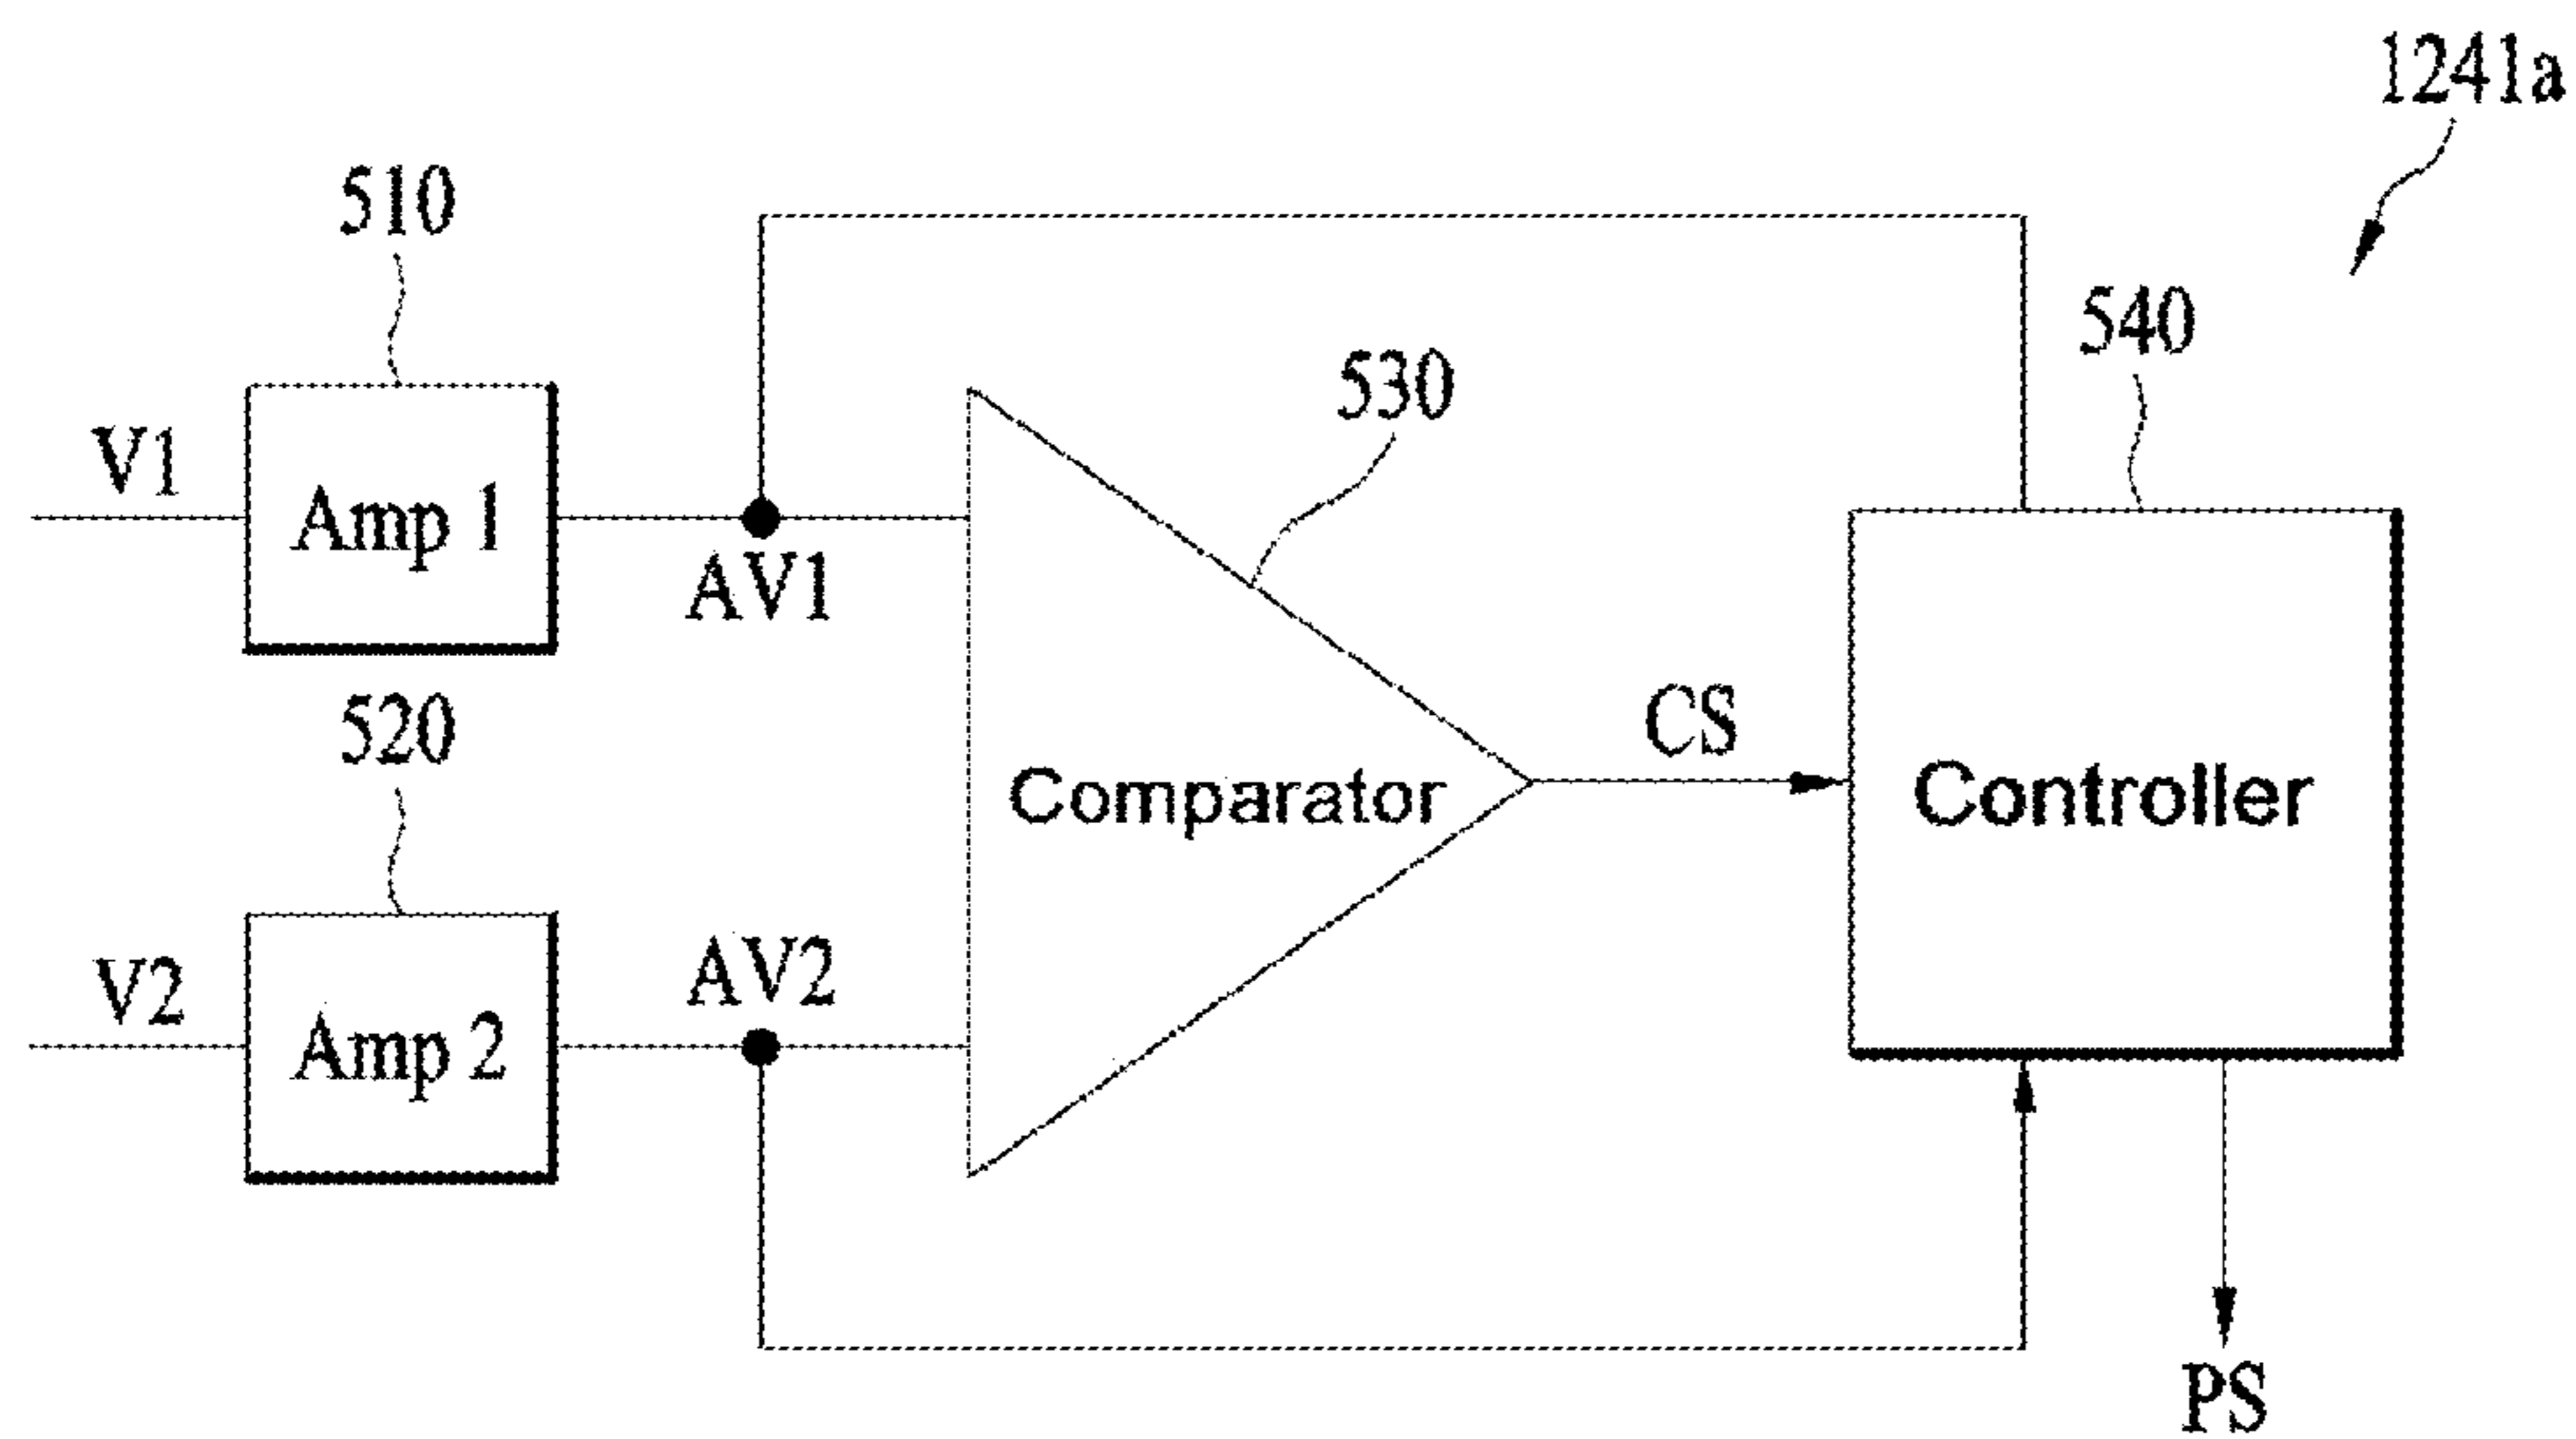 1241a
510
540
530
V1
Amp 1
AV1
520
CS
Comparator
Controller
AV2
V2
Amp 2
PS